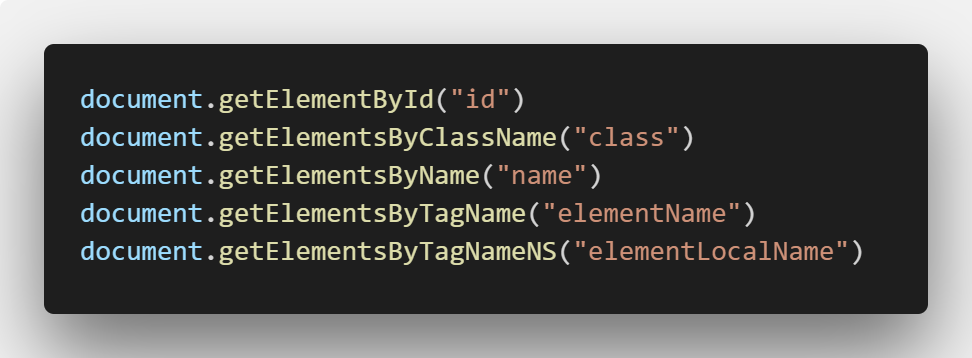 document.getElementById("id")
document.getElementsByClassName("class")
document.getElementsByName("name")
document.getElementsByTagName("elementName")
document.getElementsByTagNameNS("elementLocalName")